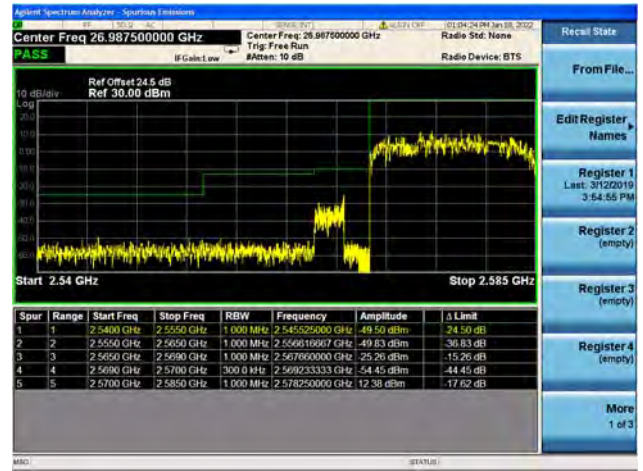 Agilent Spectrum Analyzer - Spurious Emissions
RF 50 Ω AC SENSE:INT ALIGN OFF 01:04:24 PM Jan 18, 2022
Center Freq 26.987500000 GHz
Center Freq: 26.987500000 GHz
Radio Std: None
PASS
Trig: Free Run
IFGain:Low
#Atten: 10 dB
Radio Device: BTS
Ref Offset 24.5 dB
10 dB/div Ref 30.00 dBm
Log
20.0
10.0
0.00
Start 2.54 GHz
Stop 2.585 GHz
Spur Range Start Freq Stop Freq RBW Frequency Amplitude Δ Limit
1 1 2.5400 GHz 2.5550 GHz 1.000 MHz 2.545525000 GHz -49.50 dBm -24.50 dB
2 2 2.5550 GHz 2.5650 GHz 1.000 MHz 2.556616667 GHz -49.83 dBm -36.83 dB
3 3 2.5650 GHz 2.5690 GHz 1.000 MHz 2.567660000 GHz -25.26 dBm -15.26 dB
4 4 2.5690 GHz 2.5700 GHz 300.0 kHz 2.569233333 GHz -54.45 dBm -44.45 dB
5 5 2.5700 GHz 2.5850 GHz 1.000 MHz 2.578250000 GHz 12.38 dBm -17.62 dB
MSG
STATUS
Recall State
From File...
Edit Register
Names
Register 1
Last: 3/12/2019
3:54:55 PM
Register 2
(empty)
Register 3
(empty)
Register 4
(empty)
More
1 of 3